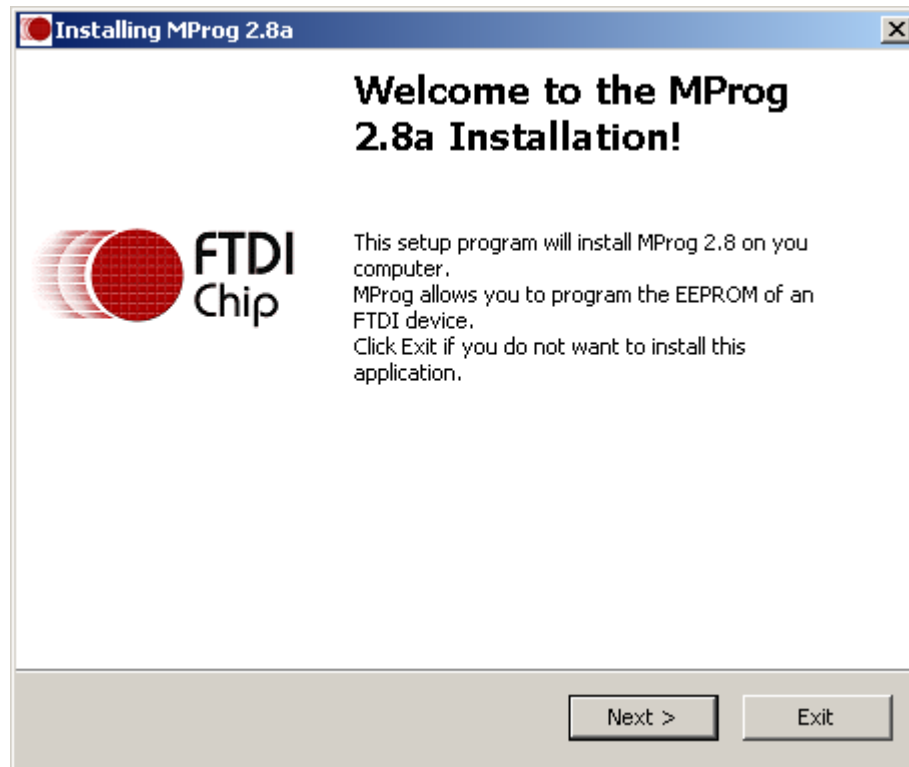 Installing MProg 2.8a
Welcome to the MProg
2.8a Installation!
FTDI
Chip
This setup program will install MProg 2.8 on you
computer.
MProg allows you to program the EEPROM of an
FTDI device.
Click Exit if you do not want to install this
application.
Next >
Exit